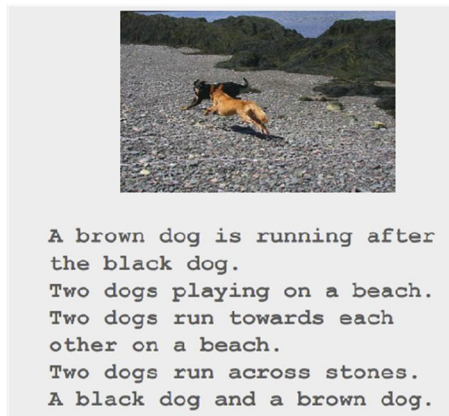 A brown dog is running after
the black dog.
Two dogs playing on a beach.
Two dogs run towards each
other on a beach.
Two dogs run across stones.
A black dog and a brown dog.